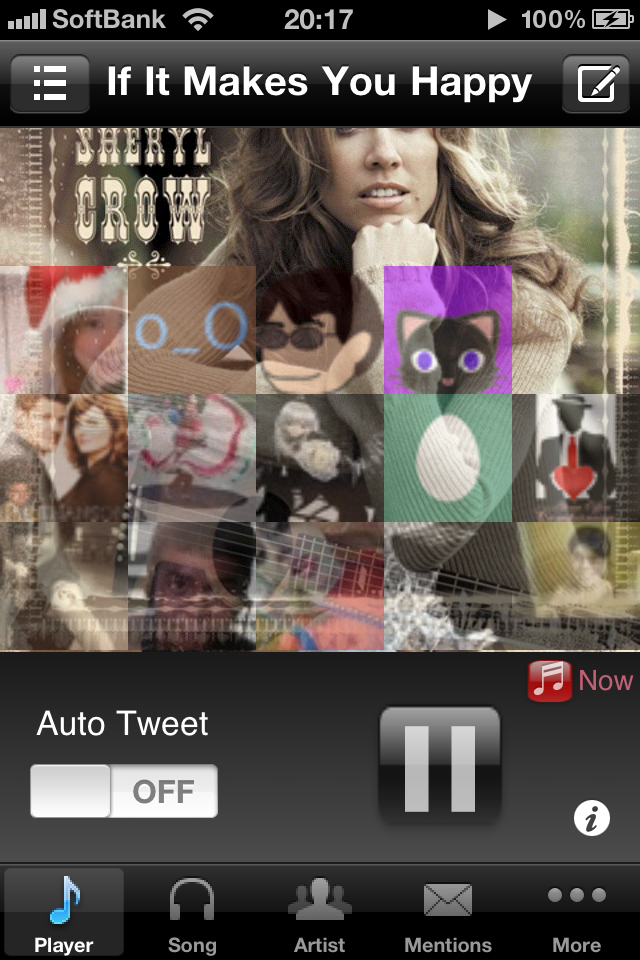 SoftBank 20:17 100%
If It Makes You Happy
SHERYL
CROW
o_O
Now
Auto Tweet
OFF
i
Player Song Artist Mentions More